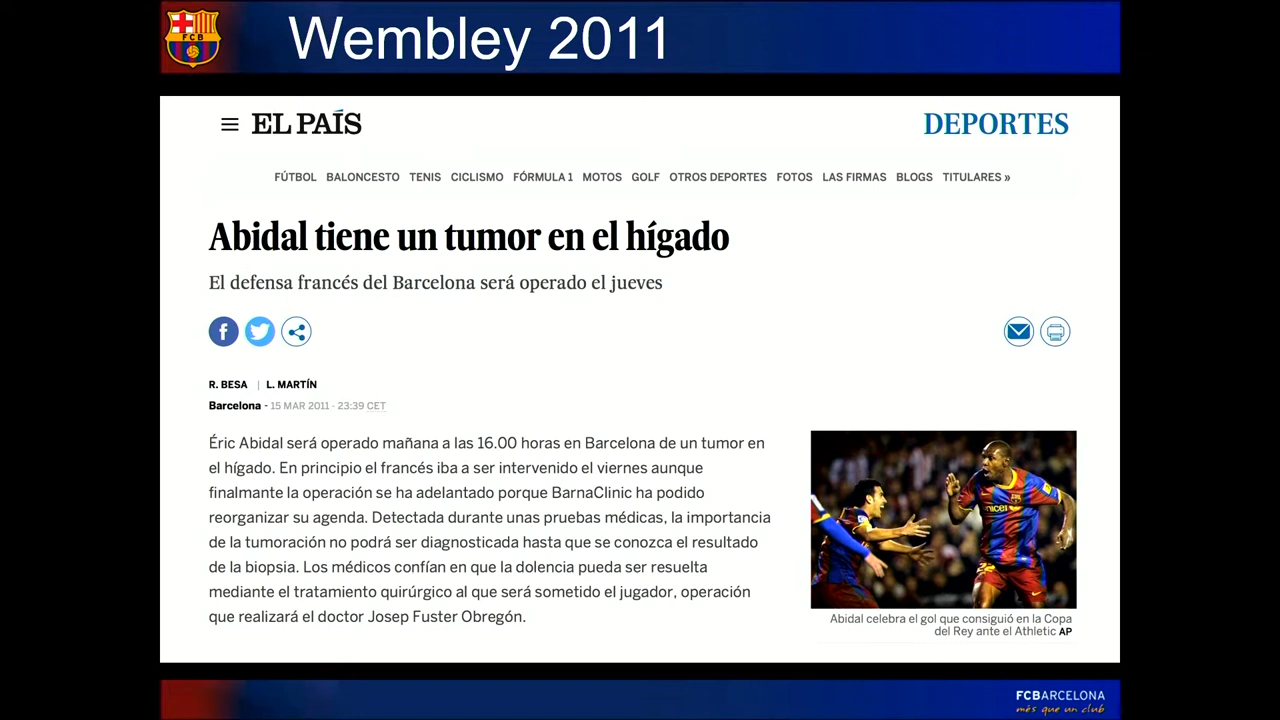 FCB
Wembley 2011
EL PAÍS
DEPORTES
FÚTBOL BALONCESTO TENIS CICLISMO FÓRMULA 1 MOTOS GOLF OTROS DEPORTES FOTOS LAS FIRMAS BLOGS TITULARES »
Abidal tiene un tumor en el hígado
El defensa francés del Barcelona será operado el jueves
R. BESA | L. MARTÍN
Barcelona - 15 MAR 2011 - 23:39 CET
Éric Abidal será operado mañana a las 16.00 horas en Barcelona de un tumor en
el hígado. En principio el francés iba a ser intervenido el viernes aunque
finalmante la operación se ha adelantado porque BarnaClinic ha podido
reorganizar su agenda. Detectada durante unas pruebas médicas, la importancia
de la tumoración no podrá ser diagnosticada hasta que se conozca el resultado
de la biopsia. Los médicos confían en que la dolencia pueda ser resuelta
mediante el tratamiento quirúrgico al que será sometido el jugador, operación
que realizará el doctor Josep Fuster Obregón.
unicef
22
Abidal celebra el gol que consiguió en la Copa
del Rey ante el Athletic AP
FCBARCELONA
més que un club